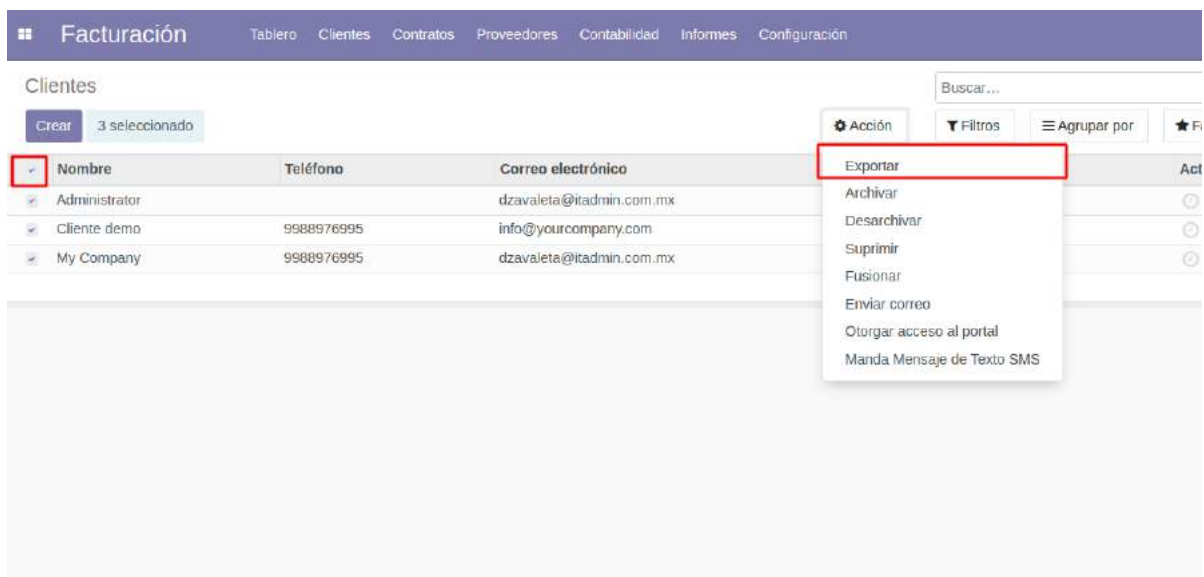 Facturación Tablero Clientes Contratos Proveedores Contabilidad Informes Configuración
Clientes Buscar...
Crear 3 seleccionado Acción Filtros Agrupar por
Nombre Teléfono Correo electrónico
Administrator dzavaleta@itadmin.com.mx
Cliente demo 9988976995 info@yourcompany.com
My Company 9988976995 dzavaleta@itadmin.com.mx
Exportar
Archivar
Desarchivar
Suprimir
Fusionar
Enviar correo
Otorgar acceso al portal
Manda Mensaje de Texto SMS